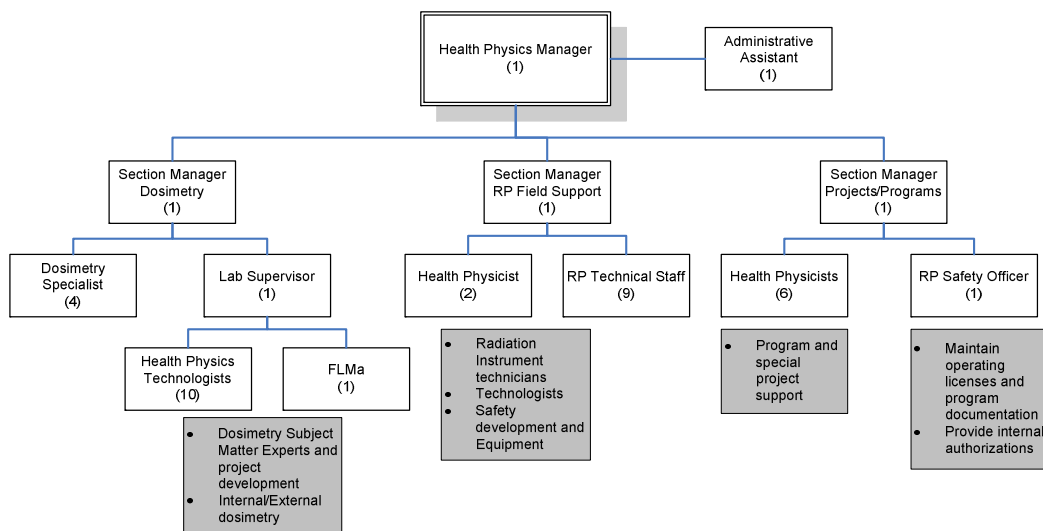 Health Physics Manager
(1)
Administrative
Assistant
(1)
Section Manager
Dosimetry
(1)
Section Manager
RP Field Support
(1)
Section Manager
Projects/Programs
(1)
Dosimetry
Specialist
(4)
Lab Supervisor
(1)
Health Physicist
(2)
RP Technical Staff
(9)
Health Physicists
(6)
RP Safety Officer
(1)
Health Physics
Technologists
(10)
FLMa
(1)
• Radiation
Instrument
technicians
• Technologists
• Safety
development and
Equipment
• Program and
special
project
support
• Maintain
operating
licenses and
program
documentation
• Provide internal
authorizations
• Dosimetry Subject
Matter Experts and
project
development
• Internal/External
dosimetry